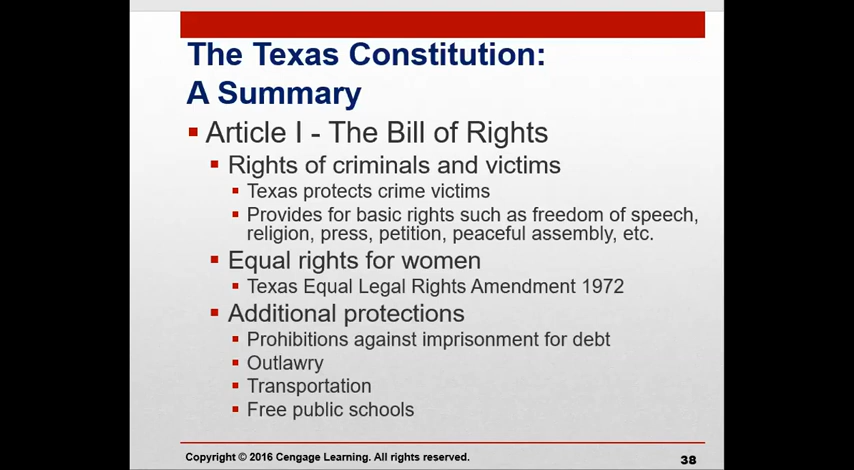 The Texas Constitution:
A Summary
Article I - The Bill of Rights
Rights of criminals and victims
Texas protects crime victims
Provides for basic rights such as freedom of speech,
religion, press, petition, peaceful assembly, etc.
Equal rights for women
Texas Equal Legal Rights Amendment 1972
Additional protections
Prohibitions against imprisonment for debt
Outlawry
Transportation
Free public schools
Copyright © 2016 Cengage Learning. All rights reserved. 38